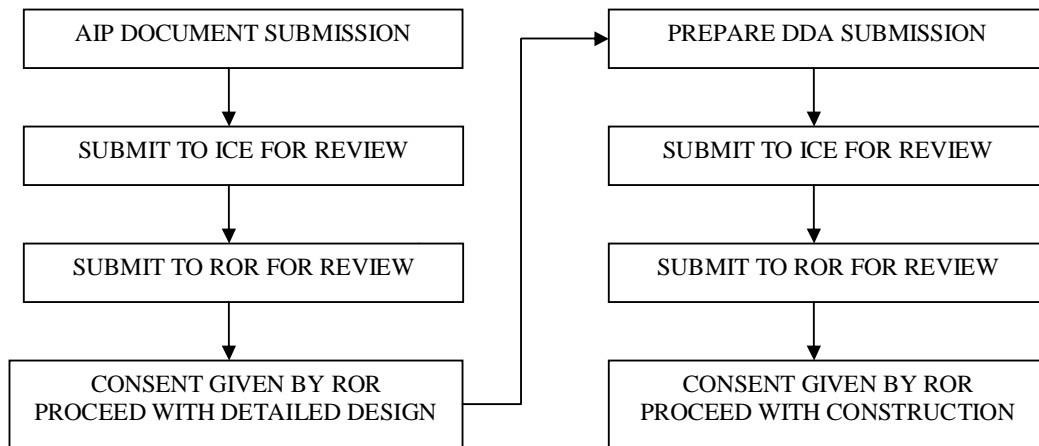 AIP DOCUMENT SUBMISSION
SUBMIT TO ICE FOR REVIEW
SUBMIT TO ROR FOR REVIEW
CONSENT GIVEN BY ROR
PROCEED WITH DETAILED DESIGN
PREPARE DDA SUBMISSION
SUBMIT TO ICE FOR REVIEW
SUBMIT TO ROR FOR REVIEW
CONSENT GIVEN BY ROR
PROCEED WITH CONSTRUCTION